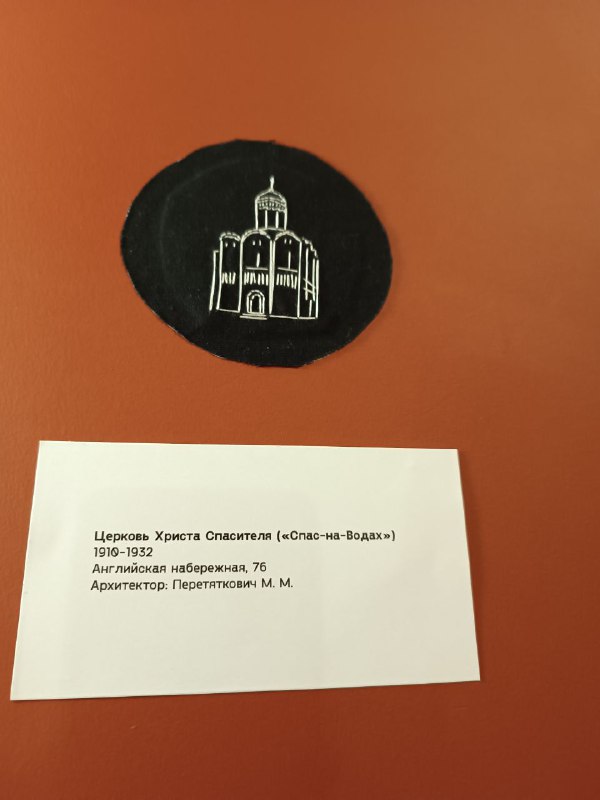 Церковь Христа Спасителя («Спас-на-Водах»)
1910-1932
Английская набережная, 76
Архитектор: Перетяткович М. М.